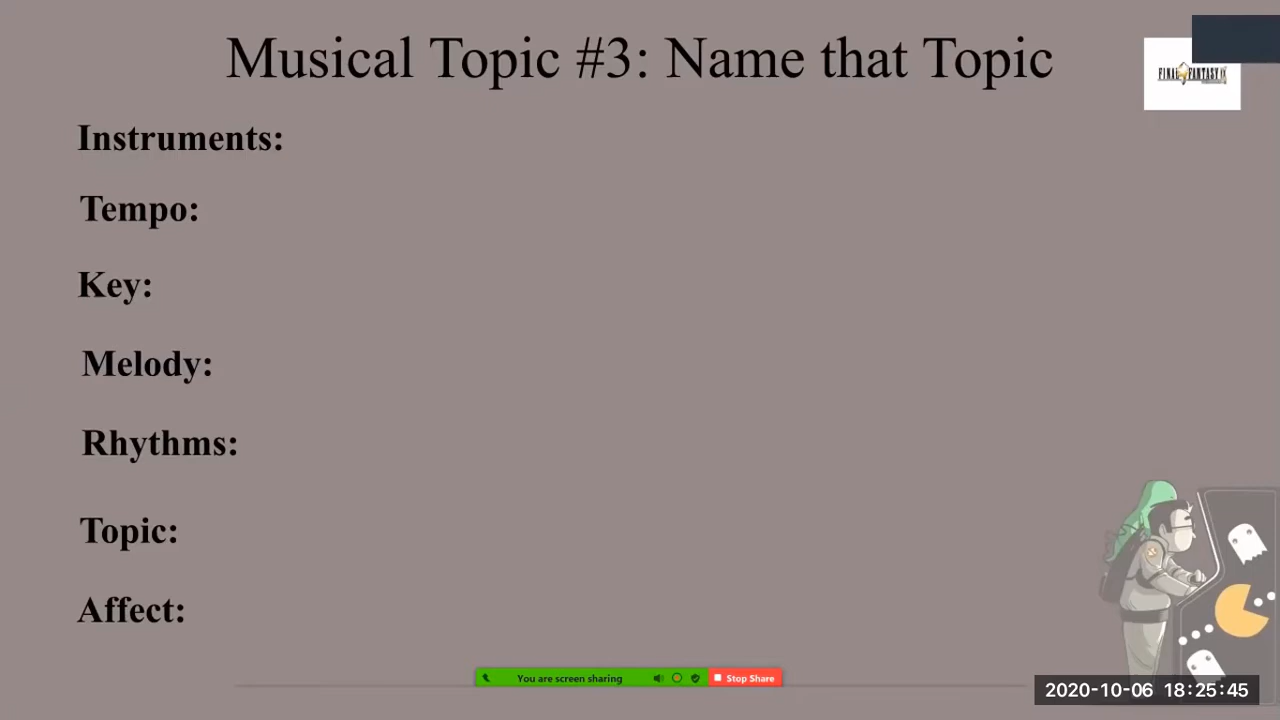 Musical Topic #3: Name that Topic
FINAL FANTASY IX
Instruments:
Tempo:
Key:
Melody:
Rhythms:
Topic:
Affect:
You are screen sharing
Stop Share
2020-10-06 18:25:45